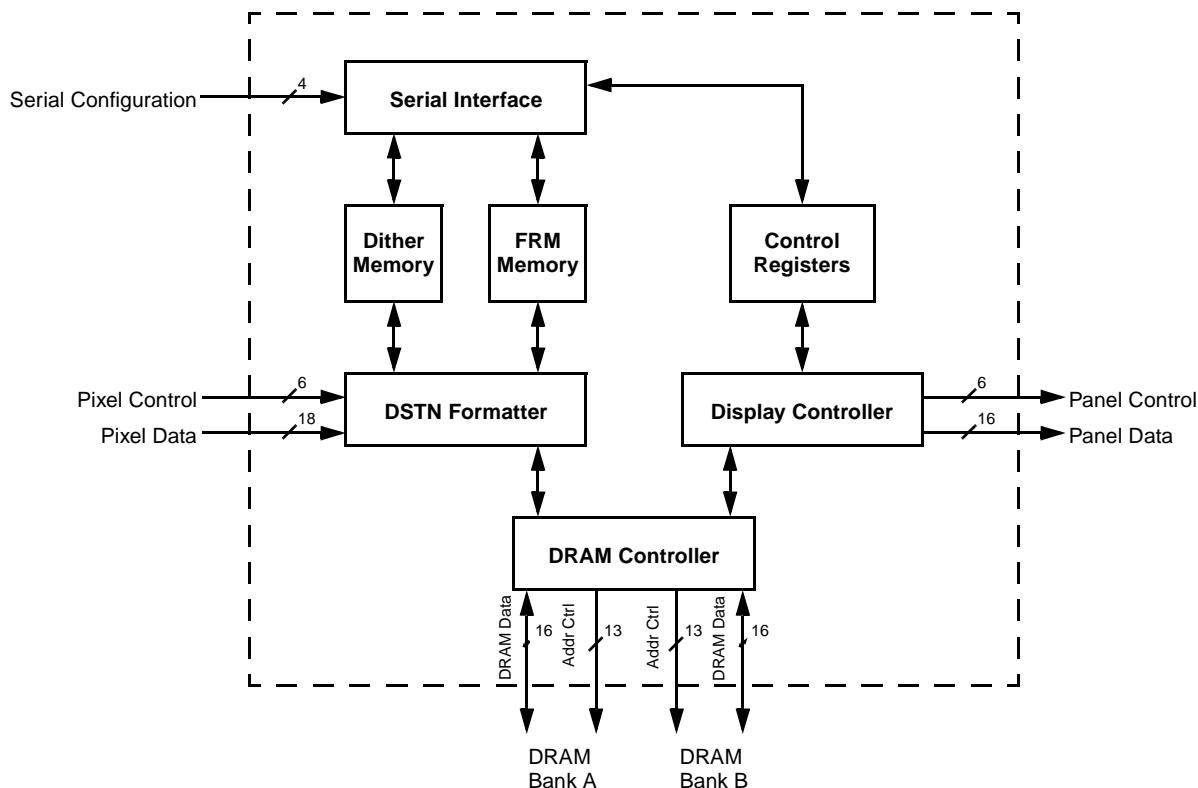 4
Serial Configuration
Serial Interface
Dither
Memory
FRM
Memory
Control
Registers
6
Pixel Control
18
Pixel Data
DSTN Formatter
Display Controller
6
Panel Control
16
Panel Data
DRAM Controller
DRAM Data
16
Addr Ctrl
13
Addr Ctrl
13
DRAM Data
16
DRAM
Bank A
DRAM
Bank B